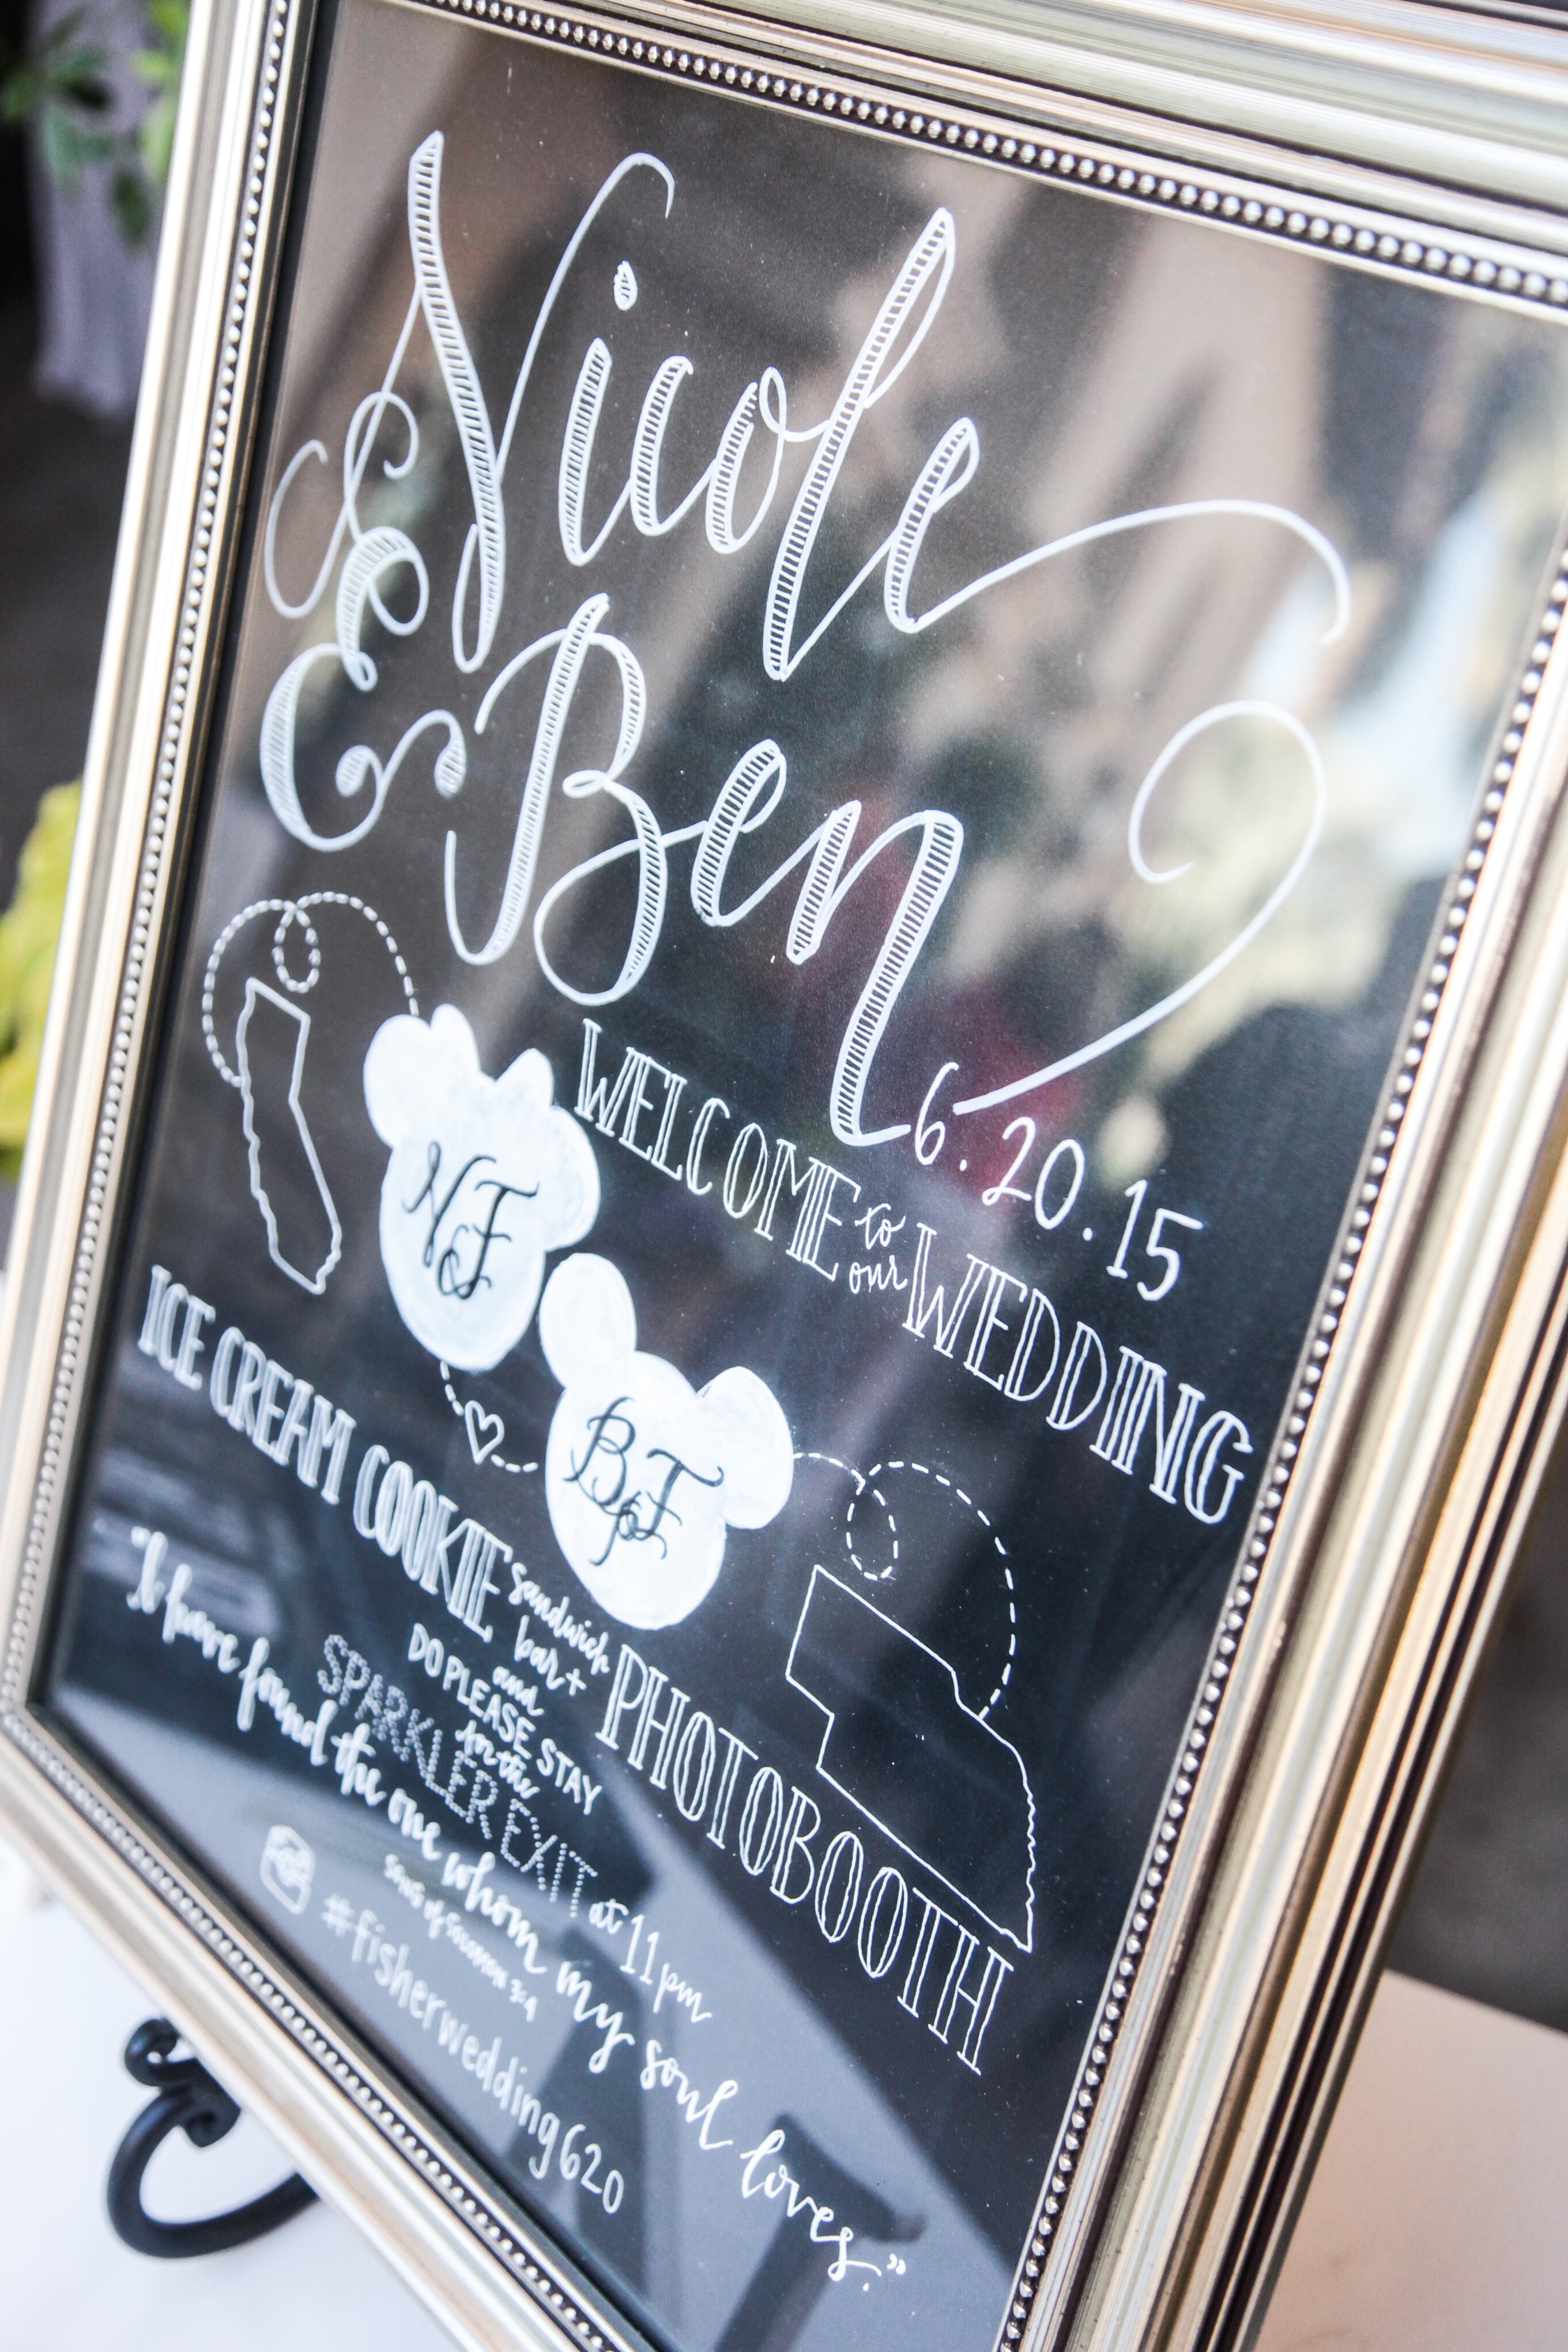 Nicole
& Ben
6.20.15
WELCOME to our WEDDING
NF
BF
ICE CREAM COOKIE sandwich bar + PHOTOBOOTH
and
DO PLEASE STAY
for the
SPARKLER EXIT at 11pm
"I have found the one whom my soul loves."
SONG of SOLOMON 3:4
#fisherwedding620